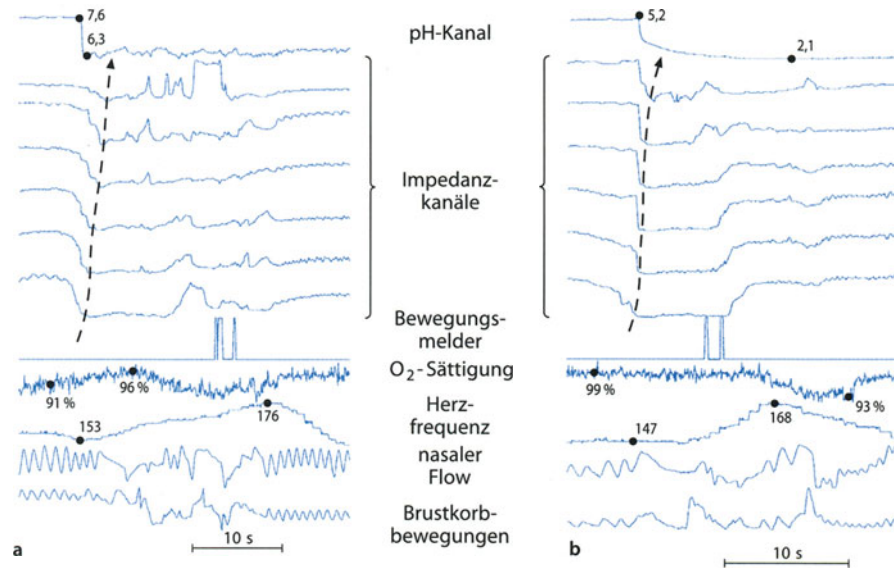 7,6
6,3
pH-Kanal
5,2
2,1
Impedanz-
kanäle
Bewegungs-
melder
O₂-Sättigung
91 %
96 %
99 %
93 %
Herz-
frequenz
153
176
147
168
nasaler
Flow
Brustkorb-
bewegungen
a
10 s
b
10 s